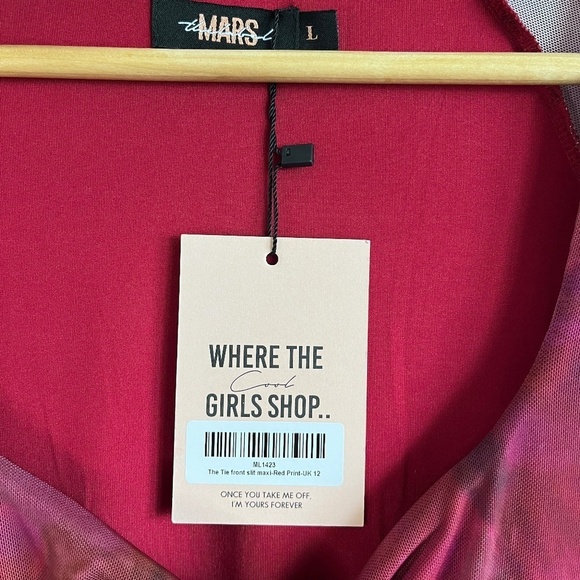 MARS
L
WHERE THE
Cool
GIRLS SHOP..
ML1423
The Tie front slit maxi-Red Print-UK 12
ONCE YOU TAKE ME OFF,
I'M YOURS FOREVER